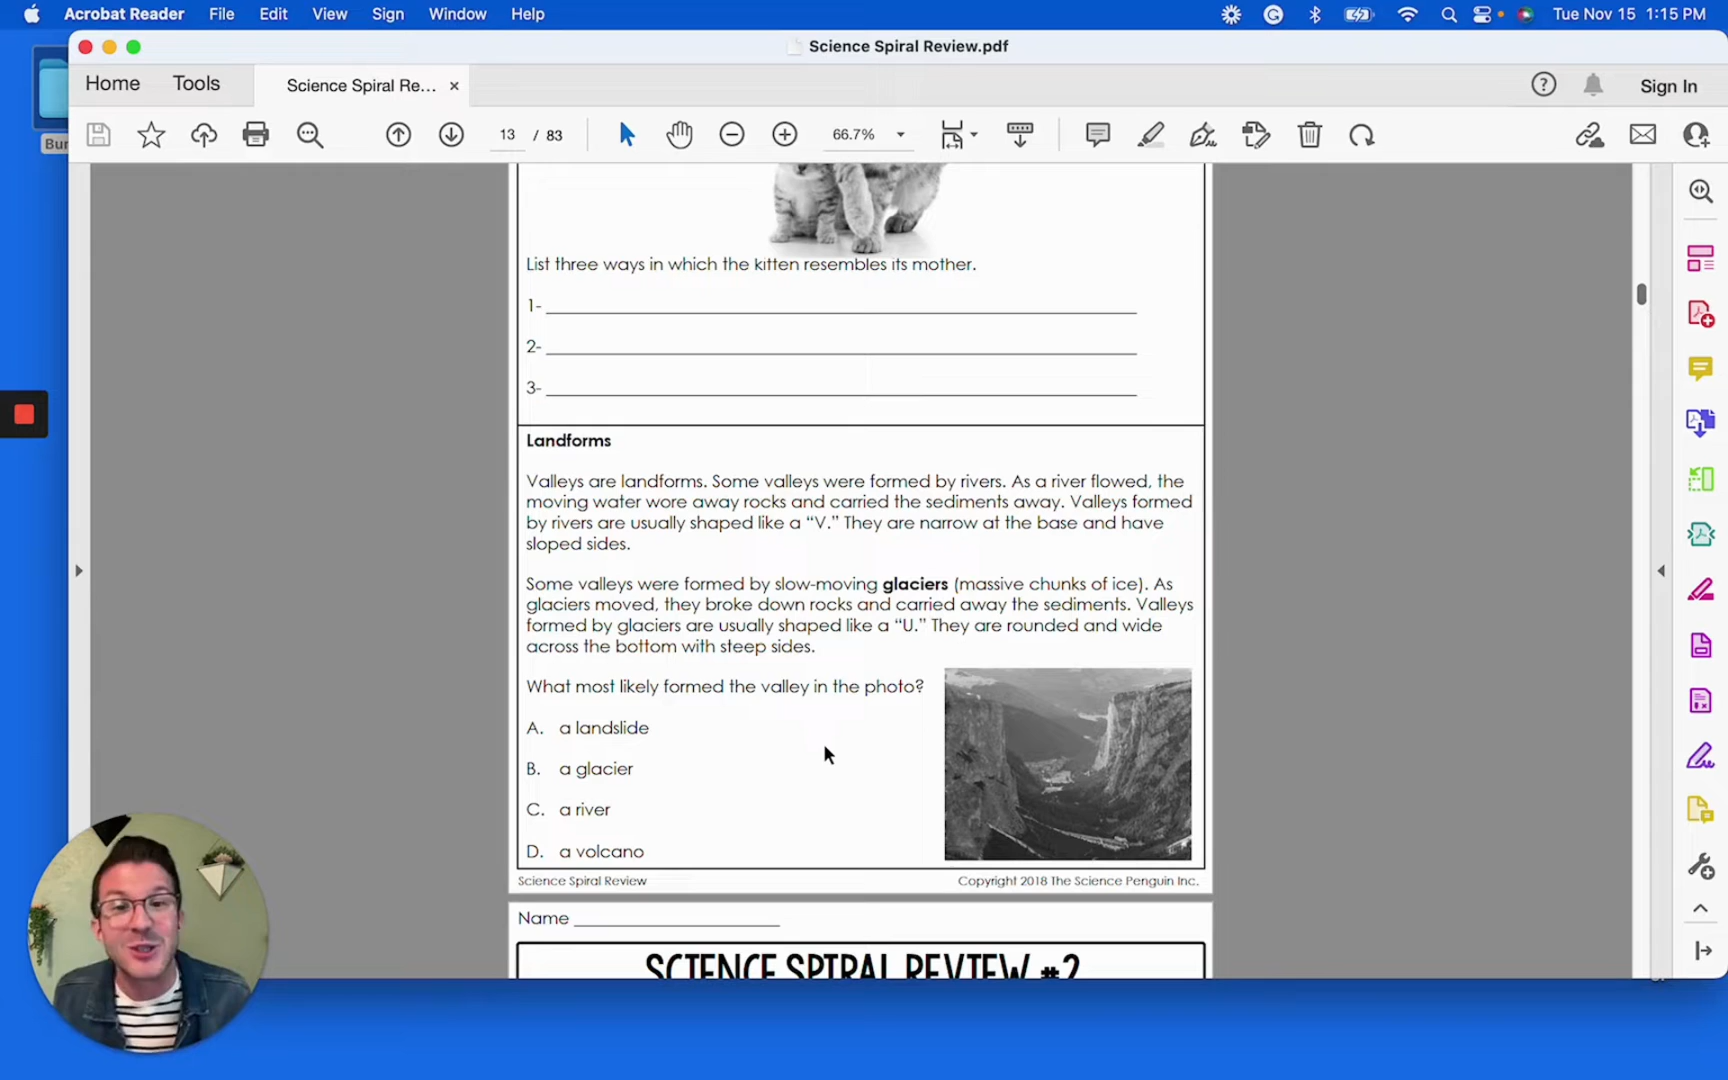 Acrobat Reader File Edit View Sign Window Help Tue Nov 15 1:15 PM
Science Spiral Review.pdf
Home Tools Science Spiral Re... × Sign In
13 / 83 66.7%
Bur
List three ways in which the kitten resembles its mother.
1-
2-
3-
Landforms
Valleys are landforms. Some valleys were formed by rivers. As a river flowed, the
moving water wore away rocks and carried the sediments away. Valleys formed
by rivers are usually shaped like a “V.” They are narrow at the base and have
sloped sides.
Some valleys were formed by slow-moving glaciers (massive chunks of ice). As
glaciers moved, they broke down rocks and carried away the sediments. Valleys
formed by glaciers are usually shaped like a “U.” They are rounded and wide
across the bottom with steep sides.
What most likely formed the valley in the photo?
A. a landslide
B. a glacier
C. a river
D. a volcano
Science Spiral Review Copyright 2018 The Science Penguin Inc.
Name
SCIENCE SPIRAL REVIEW #2